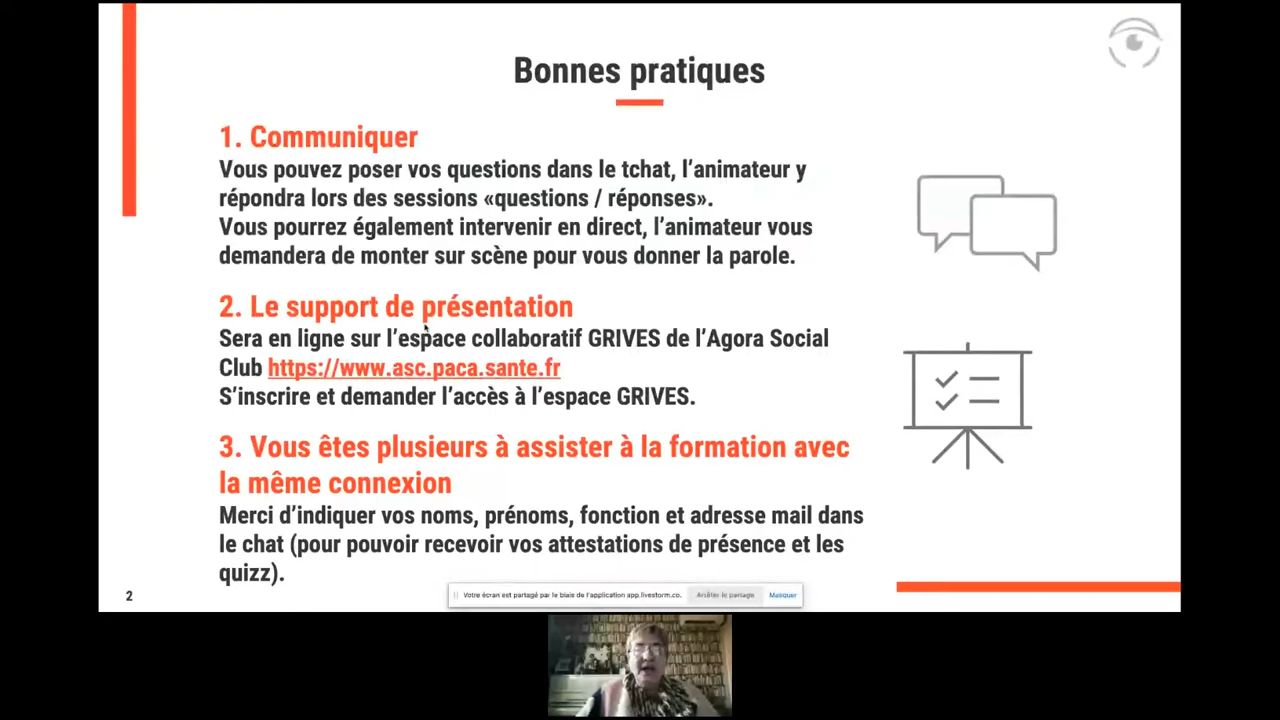 Bonnes pratiques
1. Communiquer
Vous pouvez poser vos questions dans le tchat, l’animateur y
répondra lors des sessions «questions / réponses».
Vous pourrez également intervenir en direct, l’animateur vous
demandera de monter sur scène pour vous donner la parole.
2. Le support de présentation
Sera en ligne sur l’espace collaboratif GRIVES de l’Agora Social
Club https://www.asc.paca.sante.fr
S’inscrire et demander l’accès à l’espace GRIVES.
3. Vous êtes plusieurs à assister à la formation avec
la même connexion
Merci d’indiquer vos noms, prénoms, fonction et adresse mail dans
le chat (pour pouvoir recevoir vos attestations de présence et les
quizz).
2
Votre écran est partagé par le biais de l’application app.livestorm.co. Arrêter le partage Masquer